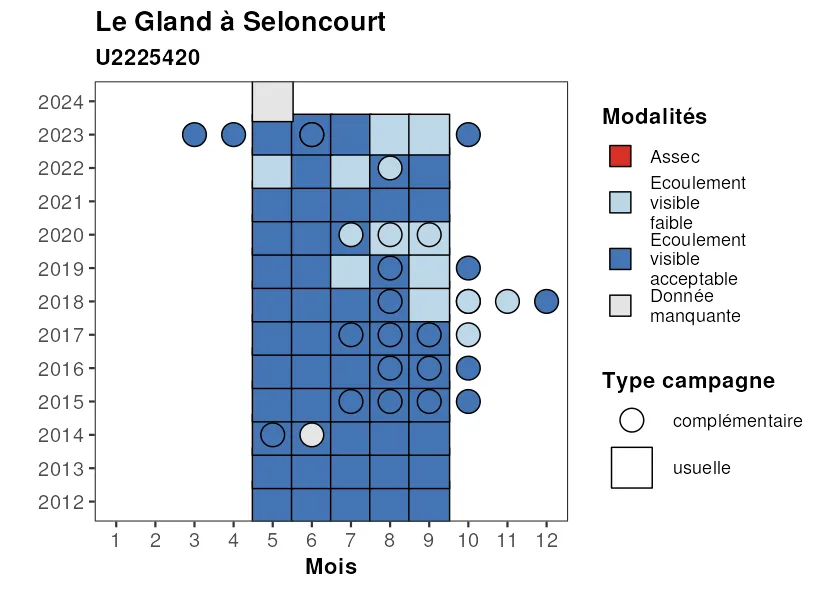 Le Gland à Seloncourt
U2225420
2024
2023
2022
2021
2020
2019
2018
2017
2016
2015
2014
2013
2012
1 2 3 4 5 6 7 8 9 10 11 12
Mois
Modalités
Assec
Ecoulement
visible
faible
Ecoulement
visible
acceptable
Donnée
manquante
Type campagne
complémentaire
usuelle